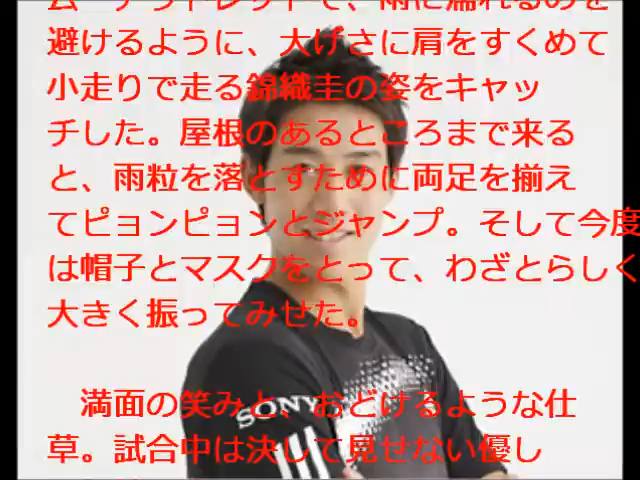 ム　アウトレットで、雨に濡れるのを
避けるように、大げさに肩をすくめて
小走りで走る錦織圭の姿をキャッ
チした。屋根のあるところまで来る
と、雨粒を落とすために両足を揃え
てピョンピョンとジャンプ。そして今度
は帽子とマスクをとって、わざとらしく
大きく振ってみせた。
満面の笑みと、おどけるような仕
草。試合中は決して見せない優し
SONY